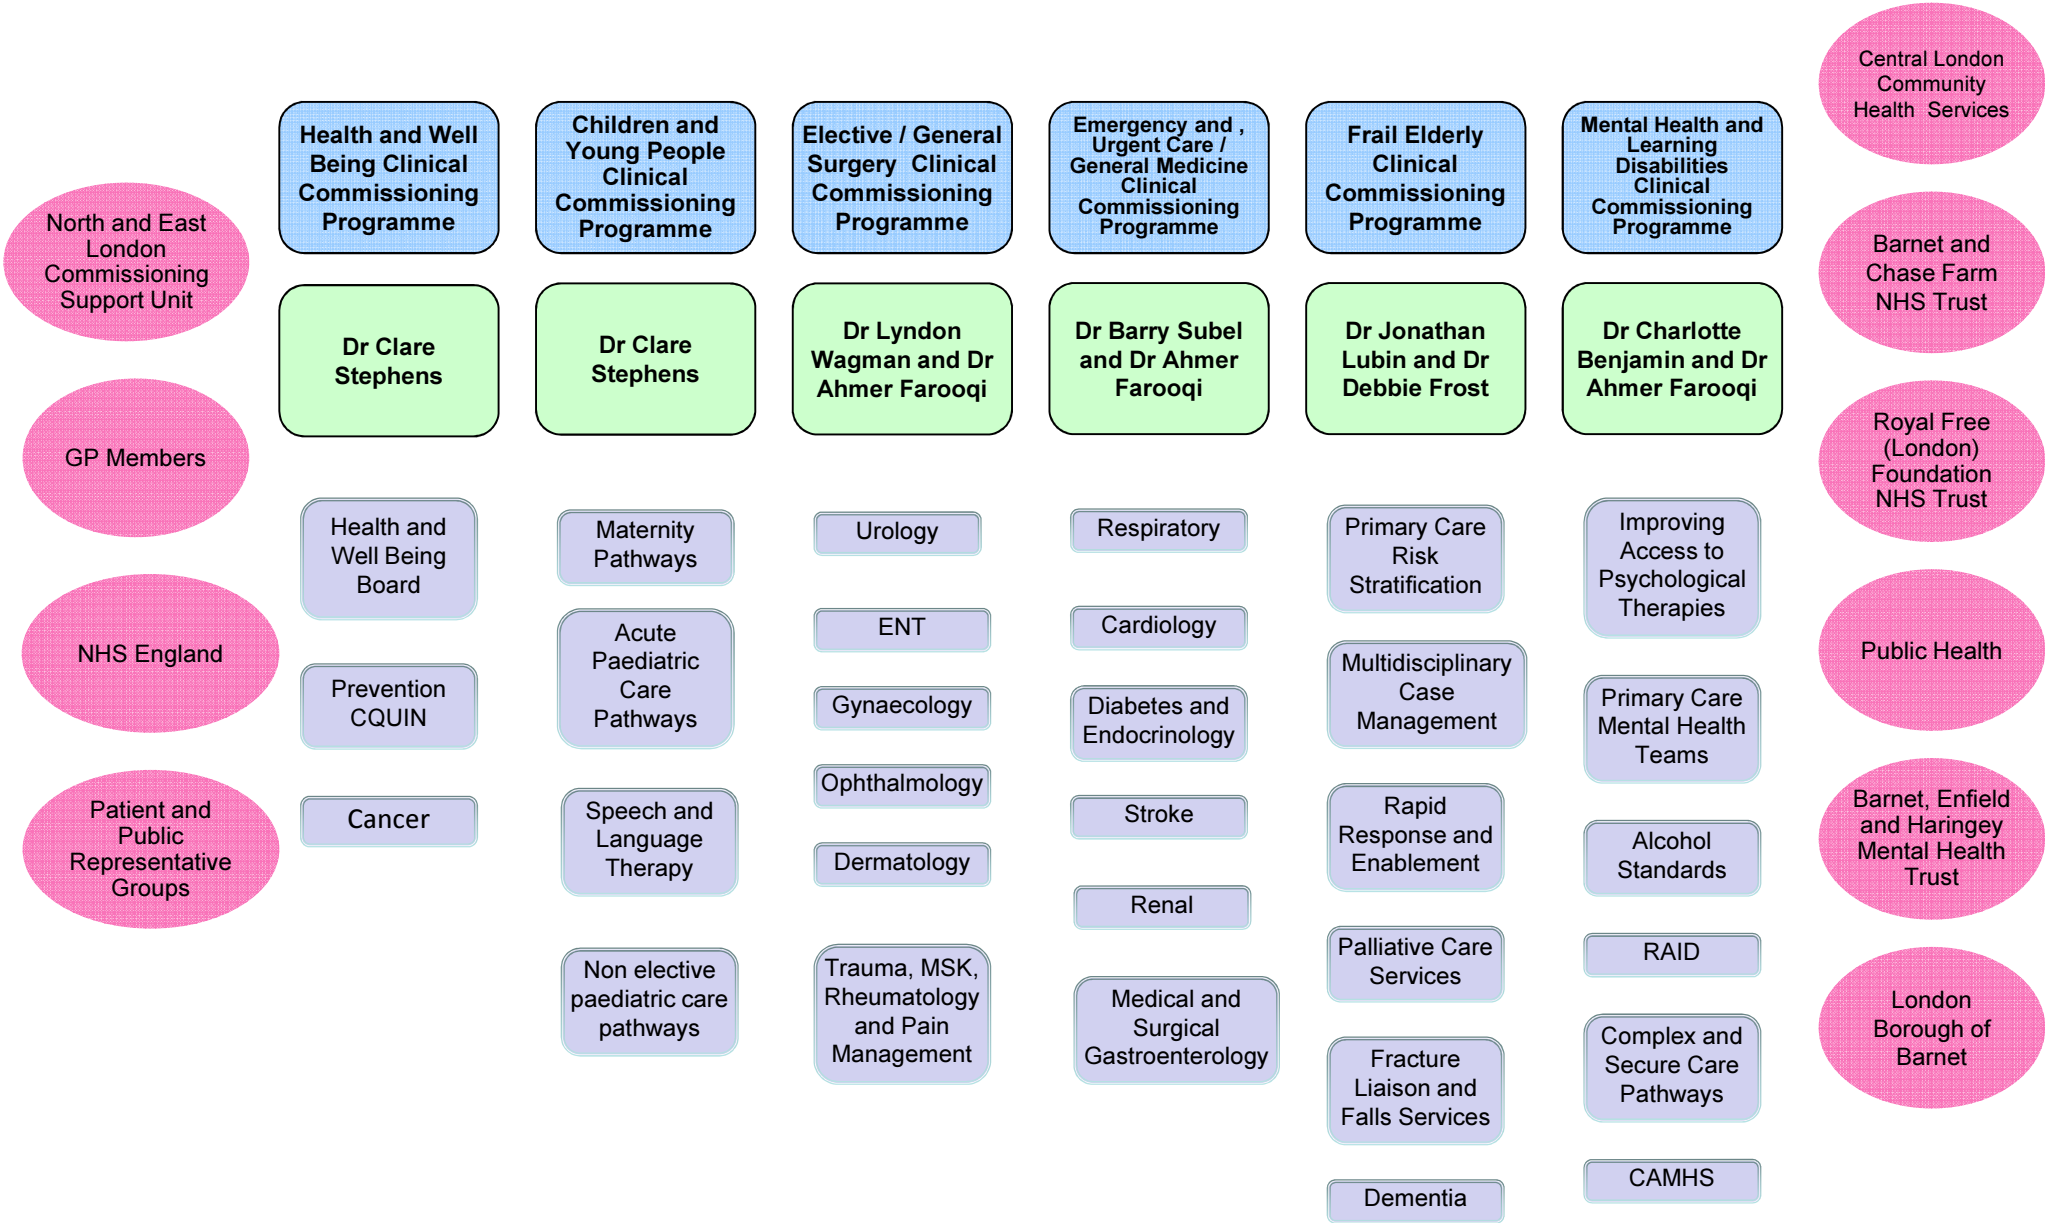 North and East
London
Commissioning
Support Unit
GP Members
NHS England
Patient and
Public
Representative
Groups
Health and Well
Being Clinical
Commissioning
Programme
Dr Clare
Stephens
Health and
Well Being
Board
Prevention
CQUIN
Cancer
Children and
Young People
Clinical
Commissioning
Programme
Dr Clare
Stephens
Maternity
Pathways
Acute
Paediatric
Care
Pathways
Speech and
Language
Therapy
Non elective
paediatric care
pathways
Elective / General
Surgery Clinical
Commissioning
Programme
Dr Lyndon
Wagman and Dr
Ahmer Farooqi
Urology
ENT
Gynaecology
Ophthalmology
Dermatology
Trauma, MSK,
Rheumatology
and Pain
Management
Emergency and ,
Urgent Care /
General Medicine
Clinical
Commissioning
Programme
Dr Barry Subel
and Dr Ahmer
Farooqi
Respiratory
Cardiology
Diabetes and
Endocrinology
Stroke
Renal
Medical and
Surgical
Gastroenterology
Frail Elderly
Clinical
Commissioning
Programme
Dr Jonathan
Lubin and Dr
Debbie Frost
Primary Care
Risk
Stratification
Multidisciplinary
Case
Management
Rapid
Response and
Enablement
Palliative Care
Services
Fracture
Liaison and
Falls Services
Dementia
Mental Health and
Learning
Disabilities
Clinical
Commissioning
Programme
Dr Charlotte
Benjamin and Dr
Ahmer Farooqi
Improving
Access to
Psychological
Therapies
Primary Care
Mental Health
Teams
Alcohol
Standards
RAID
Complex and
Secure Care
Pathways
CAMHS
Central London
Community
Health Services
Barnet and
Chase Farm
NHS Trust
Royal Free
(London)
Foundation
NHS Trust
Public Health
Barnet, Enfield
and Haringey
Mental Health
Trust
London
Borough of
Barnet